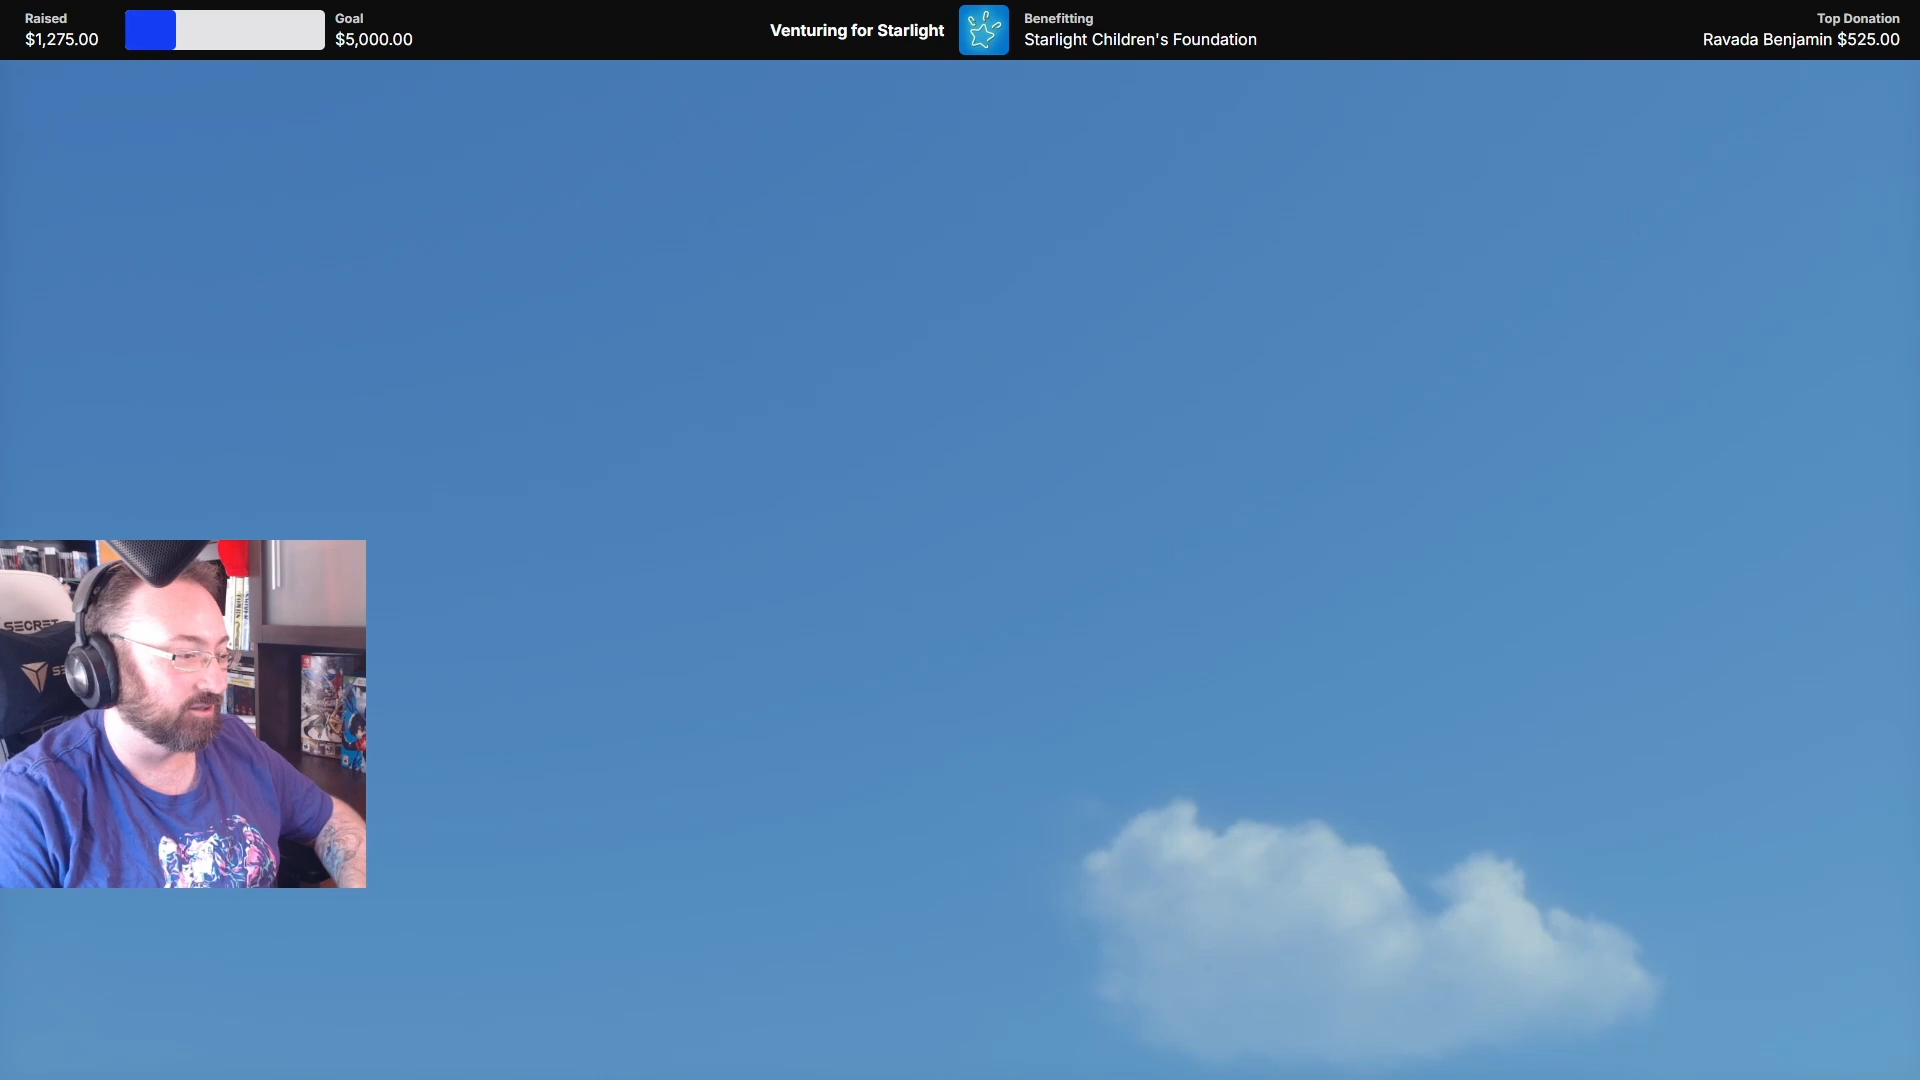 Raised
$1,275.00
Goal
$5,000.00
Venturing for Starlight
Benefitting
Starlight Children's Foundation
Top Donation
Ravada Benjamin $525.00
SECRET